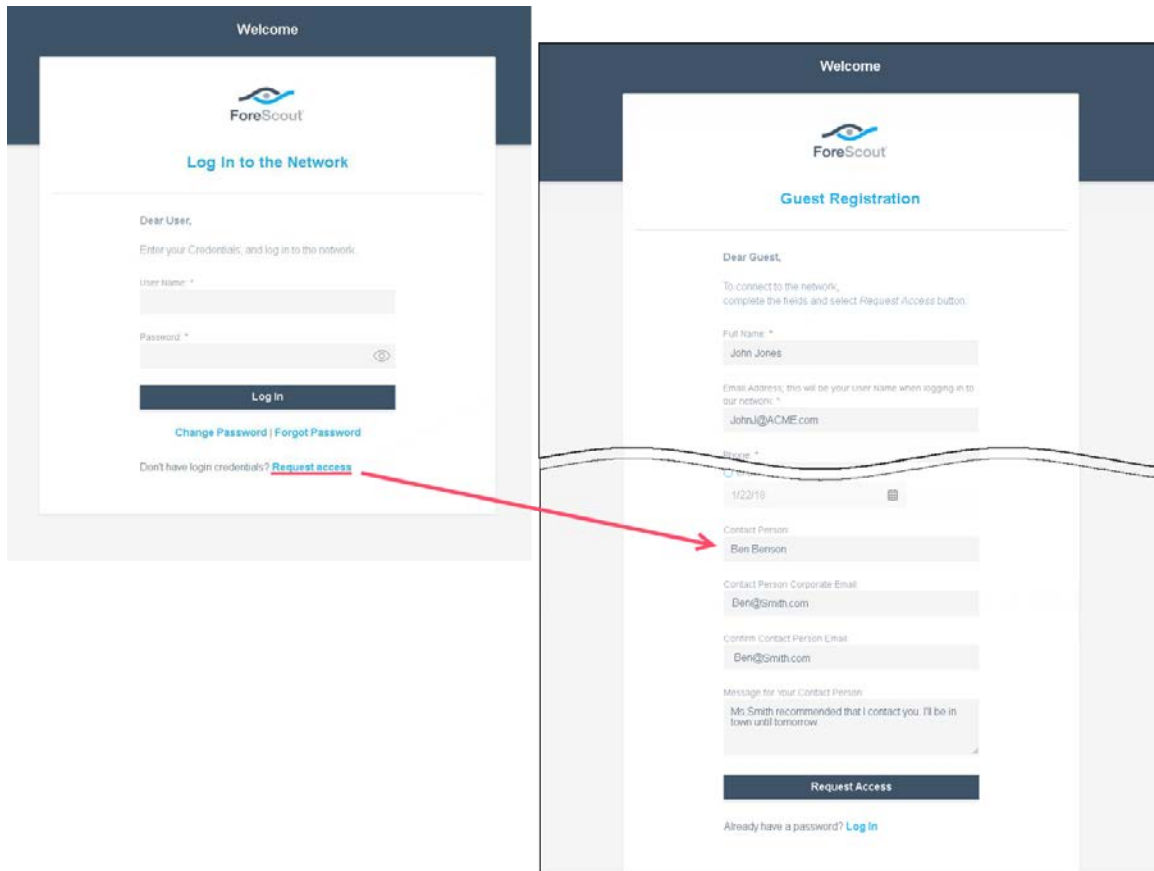 Welcome
ForeScout
Log In to the Network
Dear User,
Enter your Credentials, and log in to the network.
User Name: *
Password: *
Log In
Change Password | Forgot Password
Don't have login credentials? Request access
Welcome
ForeScout
Guest Registration
Dear Guest,
To connect to the network,
complete the fields and select Request Access button.
Full Name: *
John Jones
Email Address, this will be your User Name when logging in to
our network: *
JohnJ@ACME.com
Phone: *
1/22/18
Contact Person:
Ben Benson
Contact Person Corporate Email:
Ben@Smith.com
Confirm Contact Person Email:
Ben@Smith.com
Message for Your Contact Person:
Ms Smith recommended that I contact you. I'll be in
town until tomorrow.
Request Access
Already have a password? Log In